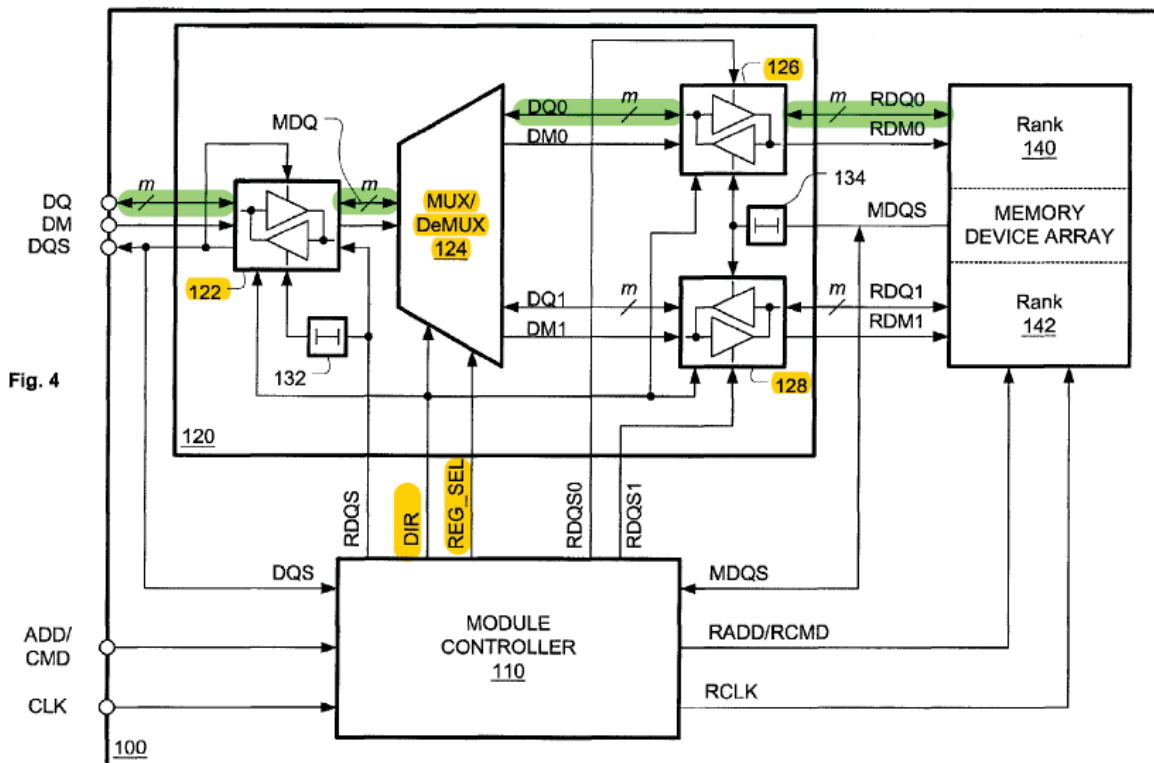 126
m
DQ0
m
RDQ0
MDQ
DM0
RDM0
Rank
140
134
m
m
MUX/
DeMUX
124
DQ
DM
DQS
MDQS
MEMORY
DEVICE ARRAY
122
DQ1
m
m
RDQ1
DM1
RDM1
Rank
142
132
Fig. 4
128
120
RDQS
DIR
REG_SEL
RDQS0
RDQS1
DQS
MDQS
MODULE
CONTROLLER
110
ADD/
CMD
RADD/RCMD
CLK
RCLK
100